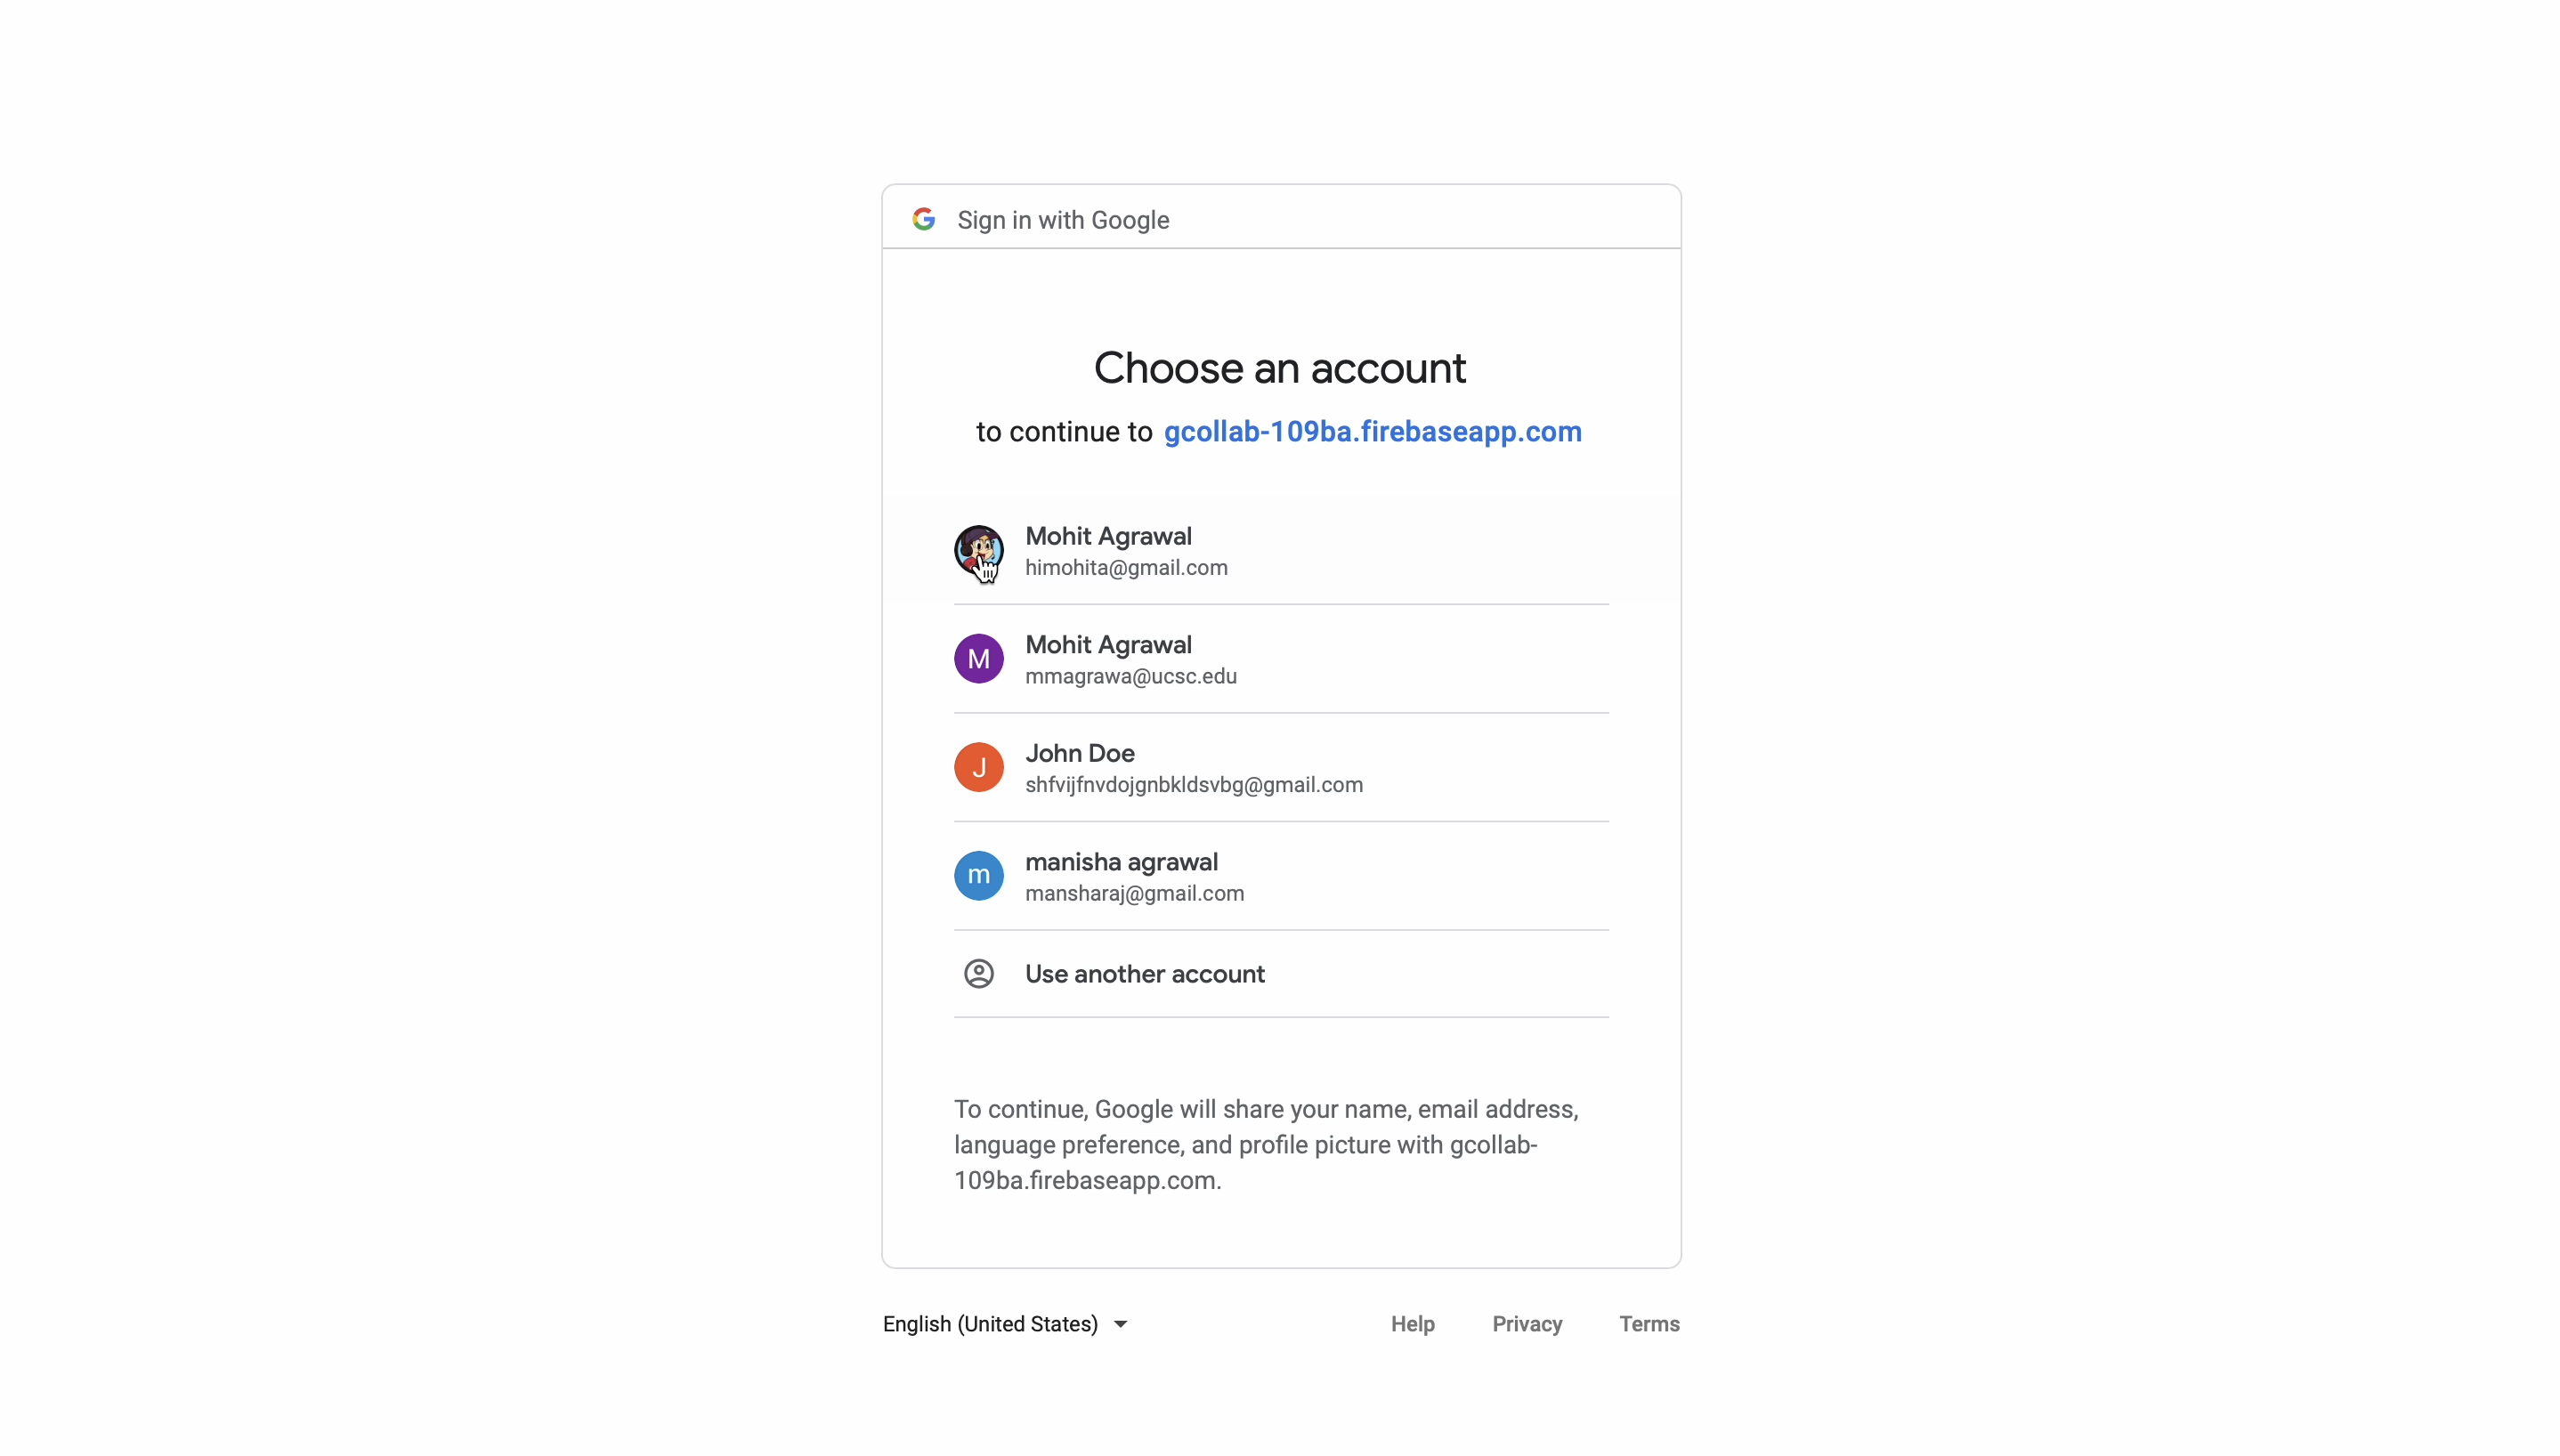 Sign in with Google
Choose an account
to continue to gcollab-109ba.firebaseapp.com
Mohit Agrawal
himohita@gmail.com
M
Mohit Agrawal
mmagrawa@ucsc.edu
J
John Doe
shfvijfnvdojgnbkldsvbg@gmail.com
m
manisha agrawal
mansharaj@gmail.com
Use another account
To continue, Google will share your name, email address,
language preference, and profile picture with gcollab-
109ba.firebaseapp.com.
English (United States)
Help Privacy Terms